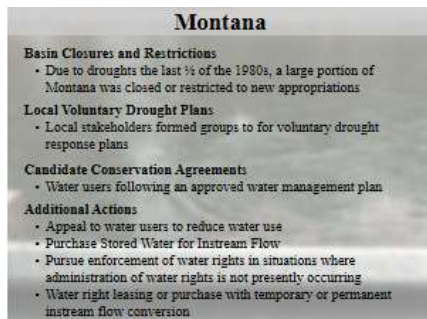 Montana
Basin Closures and Restrictions
• Due to droughts the last ½ of the 1980s, a large portion of
Montana was closed or restricted to new appropriations
Local Voluntary Drought Plans
• Local stakeholders formed groups to for voluntary drought
response plans
Candidate Conservation Agreements
• Water users following an approved water management plan
Additional Actions
• Appeal to water users to reduce water use
• Purchase Stored Water for Instream Flow
• Pursue enforcement of water rights in situations where
administration of water rights is not presently occurring
• Water right leasing or purchase with temporary or permanent
instream flow conversion